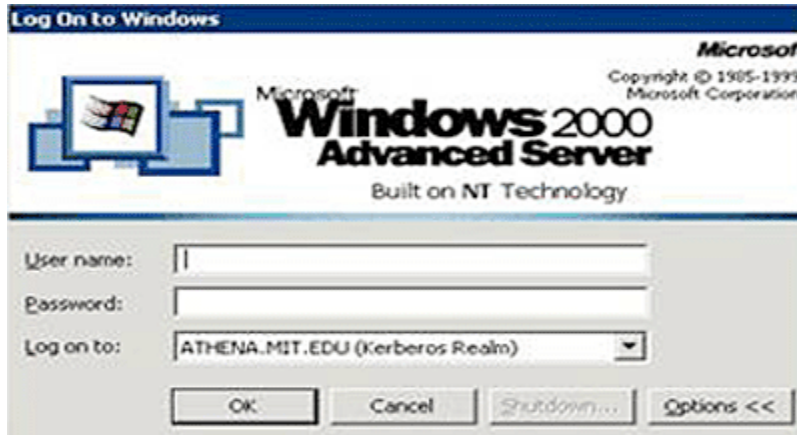 Log On to Windows
Microsof
Copyright © 1985-1999
Microsoft Corporation
Microsoft
Windows 2000
Advanced Server
Built on NT Technology
User name:
Password:
Log on to: ATHENA.MIT.EDU (Kerberos Realm)
OK Cancel Shutdown... Options <<